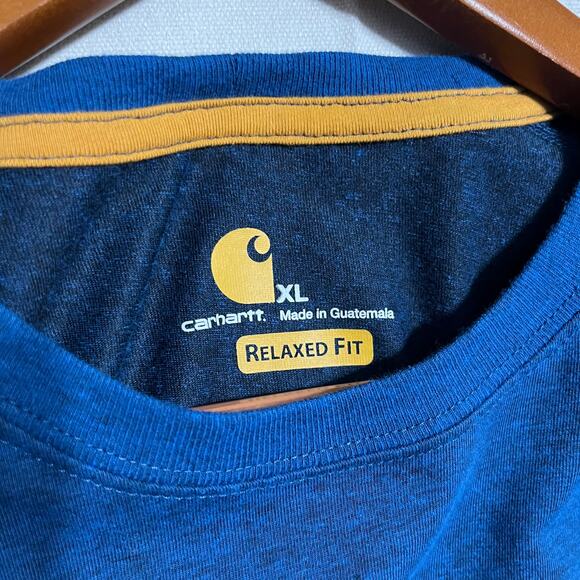 XL
carhartt. Made in Guatemala
RELAXED FIT